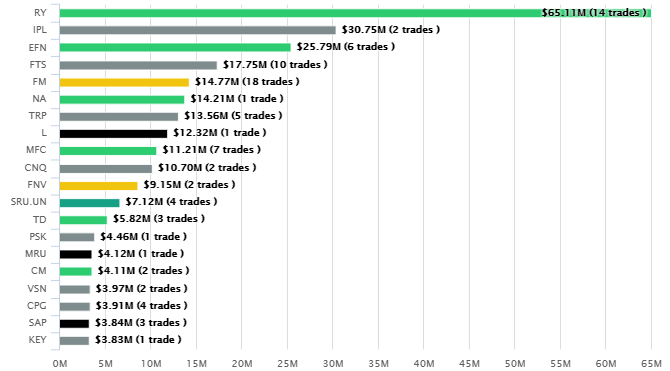 RY $65.11M (14 trades )
IPL $30.75M (2 trades )
EFN $25.79M (6 trades )
FTS $17.75M (10 trades )
FM $14.77M (18 trades )
NA $14.21M (1 trade )
TRP $13.56M (5 trades )
L $12.32M (1 trade )
MFC $11.21M (7 trades )
CNQ $10.70M (2 trades )
FNV $9.15M (2 trades )
SRU.UN $7.12M (4 trades )
TD $5.82M (3 trades )
PSK $4.46M (1 trade )
MRU $4.12M (1 trade )
CM $4.11M (2 trades )
VSN $3.97M (2 trades )
CPG $3.91M (4 trades )
SAP $3.84M (3 trades )
KEY $3.83M (1 trade )
0M 5M 10M 15M 20M 25M 30M 35M 40M 45M 50M 55M 60M 65M